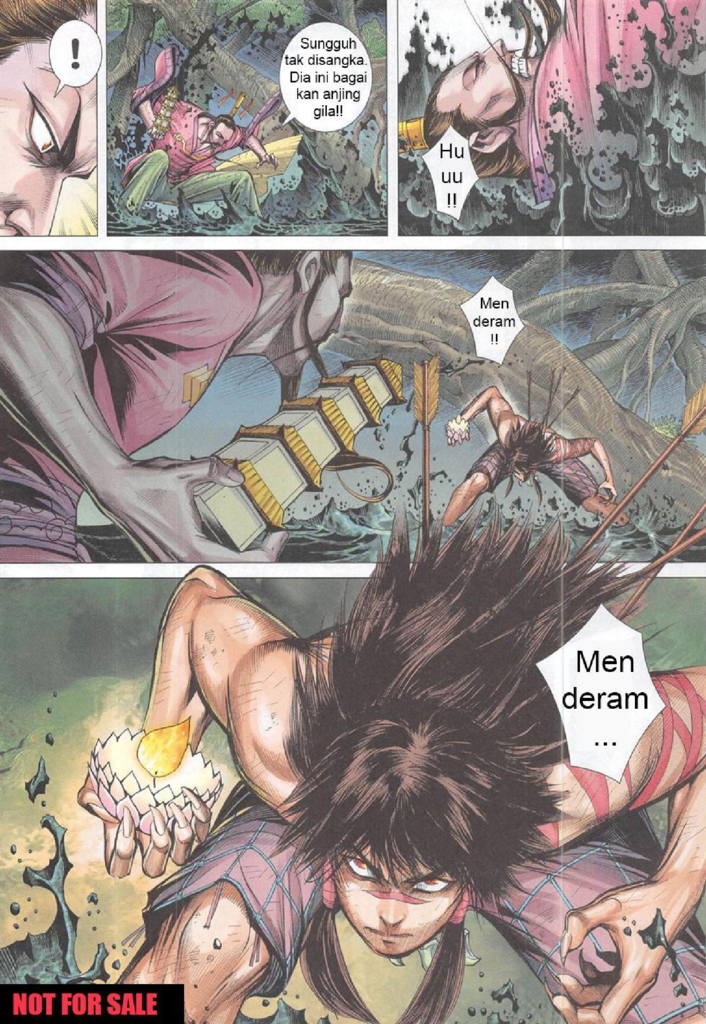 !
Sungguh
tak disangka.
Dia ini bagai
kan anjing
gila!!
Hu
uu
!!
Men
deram
!!
Men
deram
...
NOT FOR SALE